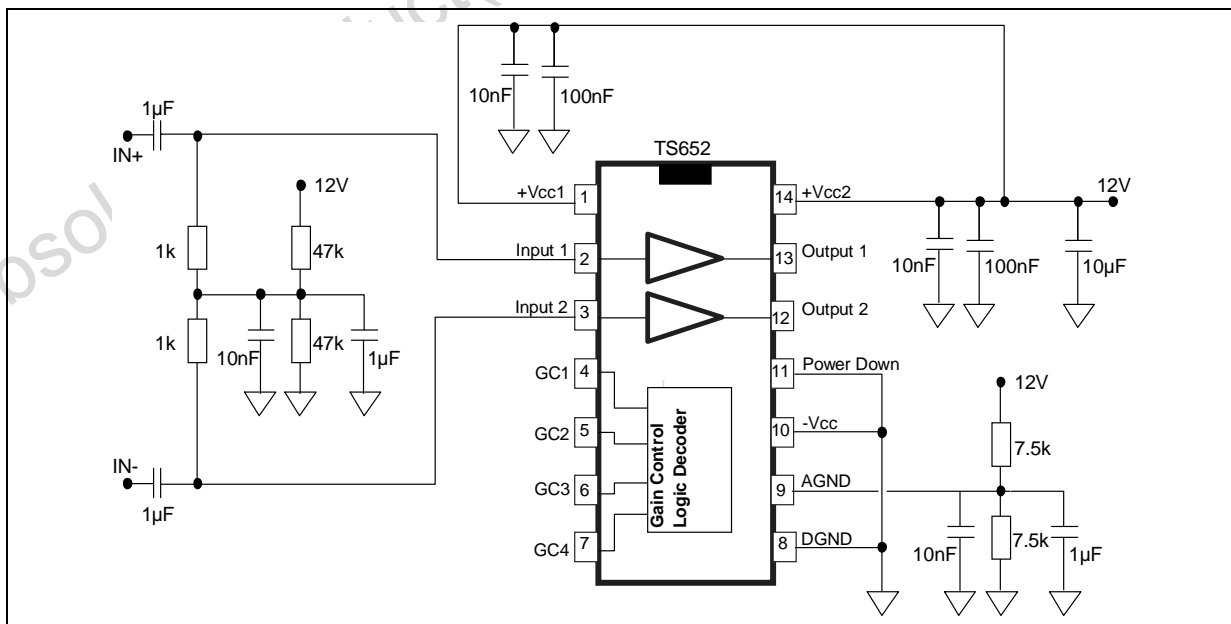 10nF
100nF
1µF
IN+
TS652
12V
+Vcc1
1
14
+Vcc2
12V
1k
47k
Input 1
2
13
Output 1
10nF
100nF
10µF
Input 2
3
12
Output 2
1k
10nF
47k
1µF
GC1
4
11
Power Down
12V
GC2
5
10
-Vcc
7.5k
IN-
1µF
GC3
6
9
AGND
Gain Control
Logic Decoder
GC4
7
8
DGND
10nF
7.5k
1µF